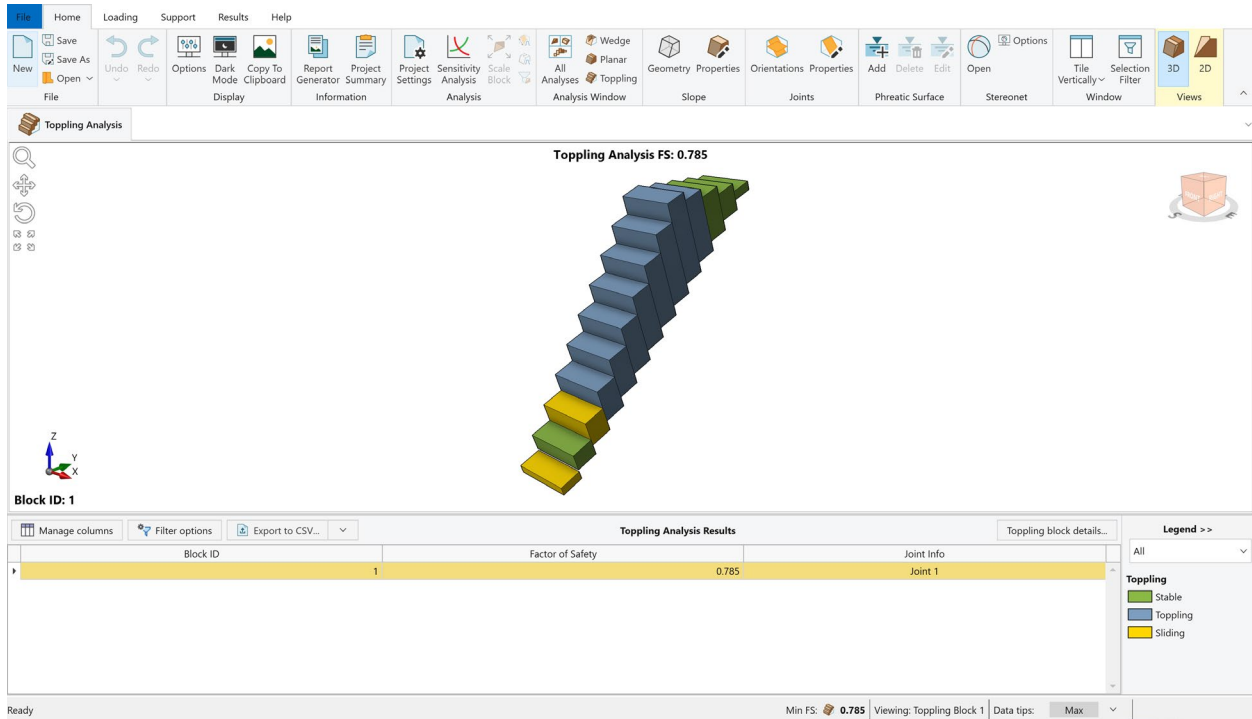 File Home Loading Support Results Help
New Save Save As Open
Undo Redo
Options Dark Mode Copy To Clipboard
Report Generator Project Summary
Project Settings Sensitivity Analysis Scale Block
All Analyses Wedge Planar Toppling
Geometry Properties
Orientations Properties
Add Delete Edit
Open Options
Tile Vertically Selection Filter
3D 2D
File Display Information Analysis Analysis Window Slope Joints Phreatic Surface Stereonet Window Views
Toppling Analysis
Toppling Analysis FS: 0.785
Z
Y
X
S E
Block ID: 1
Manage columns Filter options Export to CSV... Toppling Analysis Results Toppling block details... Legend >>
Block ID Factor of Safety Joint Info All
1 0.785 Joint 1
Toppling
Stable
Toppling
Sliding
Ready Min FS: 0.785 Viewing: Toppling Block 1 Data tips: Max